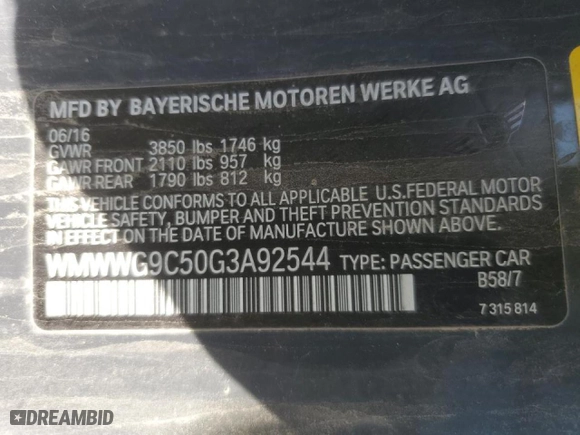 MFD BY BAYERISCHE MOTOREN WERKE AG
06/16
GVWR 3850 lbs 1746 kg
GAWR FRONT 2110 lbs 957 kg
GAWR REAR 1790 lbs 812 kg
THIS VEHICLE CONFORMS TO ALL APPLICABLE U.S.FEDERAL MOTOR
VEHICLE SAFETY, BUMPER AND THEFT PREVENTION STANDARDS
IN EFFECT ON THE DATE OF MANUFACTURE SHOWN ABOVE.
WMWWG9C50G3A92544 TYPE: PASSENGER CAR
B58/7
7 315 814
DREAMBID